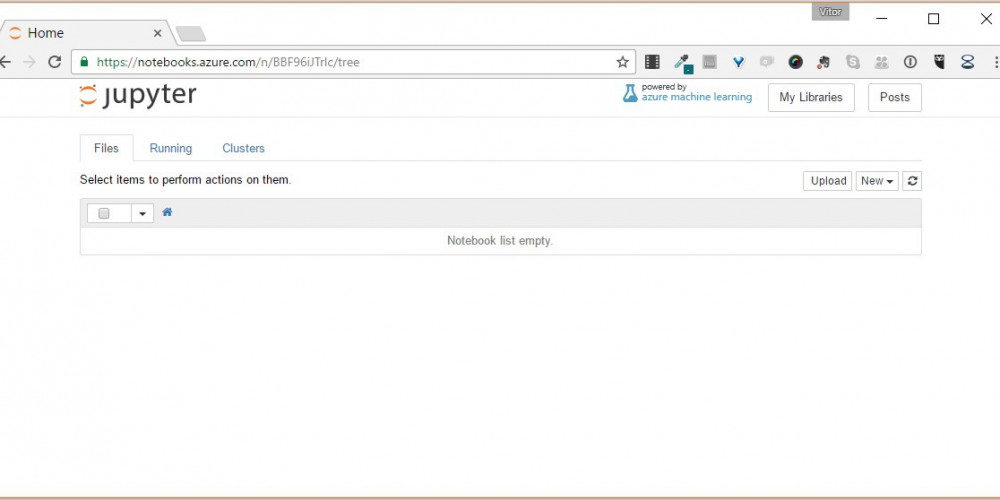 Vitor
Home
https://notebooks.azure.com/n/BBF96iJTrlc/tree
jupyter
powered by
azure machine learning
My Libraries
Posts
Files Running Clusters
Select items to perform actions on them.
Upload New
Notebook list empty.